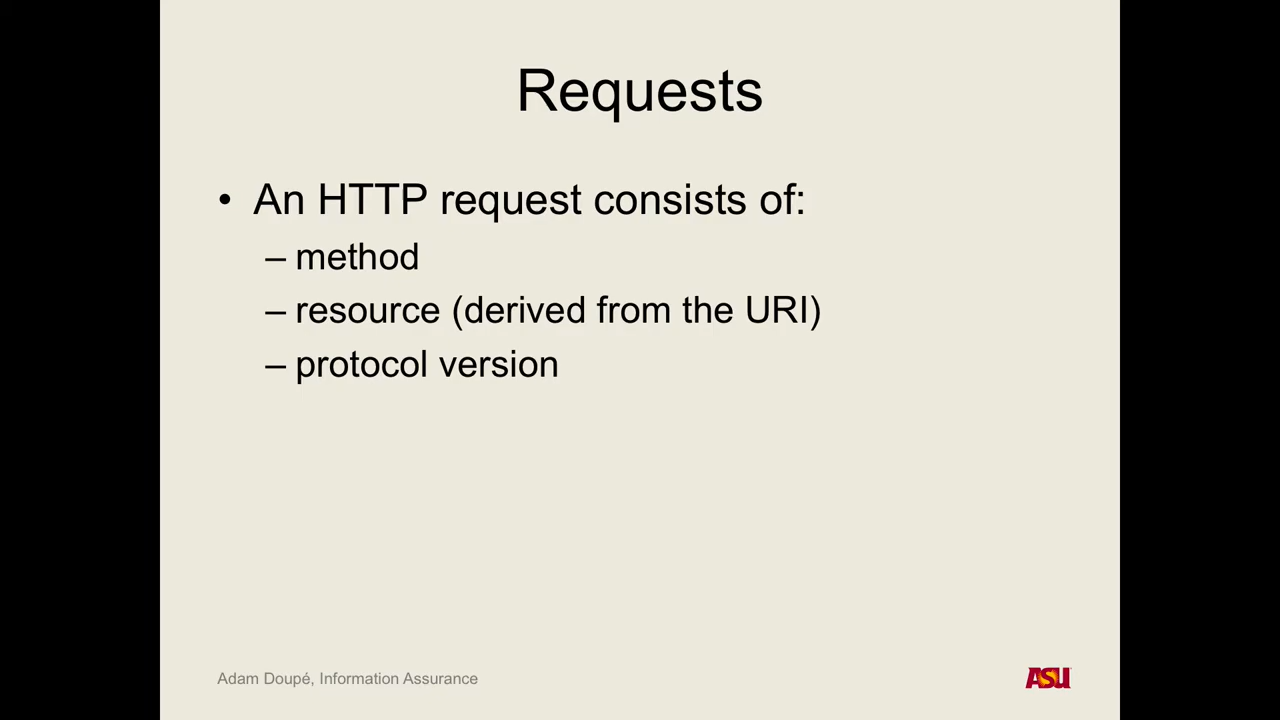 Requests
• An HTTP request consists of:
– method
– resource (derived from the URI)
– protocol version
Adam Doupé, Information Assurance
ASU